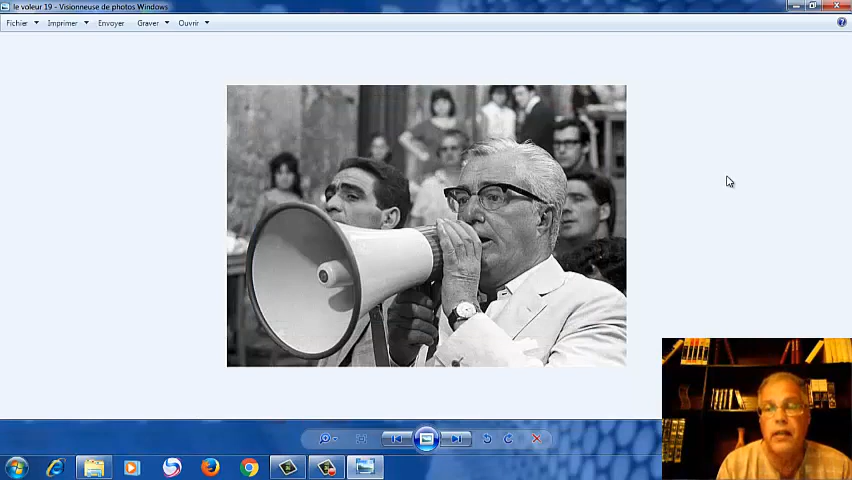 le voleur 19 - Visionneuse de photos Windows
Fichier Imprimer Envoyer Graver Ouvrir